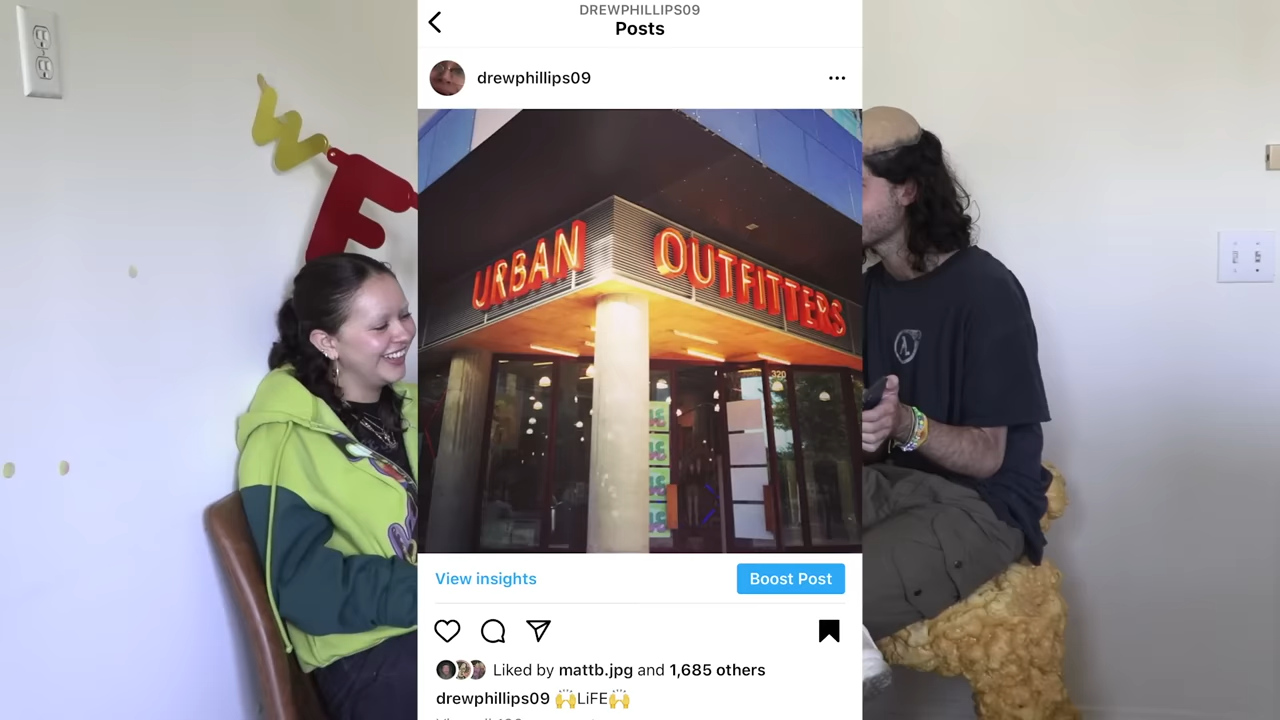 DREWPHILLIPS09
Posts
drewphillips09
URBAN OUTFITTERS
320
View insights
Boost Post
Liked by mattb.jpg and 1,685 others
drewphillips09 🙌LiFE🙌
W
F